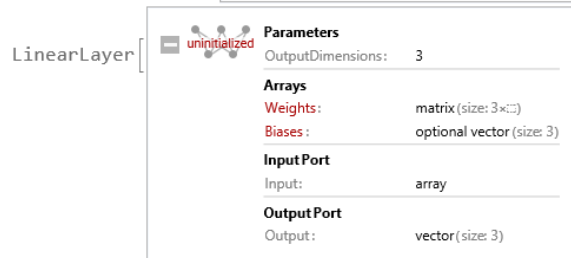 LinearLayer[
uninitialized
Parameters
OutputDimensions: 3
Arrays
Weights: matrix (size: 3×⬚)
Biases: optional vector (size: 3)
Input Port
Input: array
Output Port
Output: vector (size: 3)